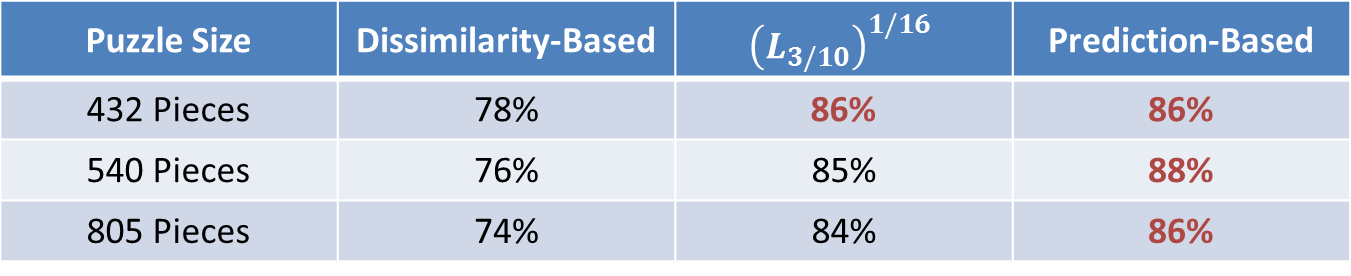 Puzzle Size Dissimilarity-Based (L3/10)^1/16 Prediction-Based
432 Pieces 78% 86% 86%
540 Pieces 76% 85% 88%
805 Pieces 74% 84% 86%